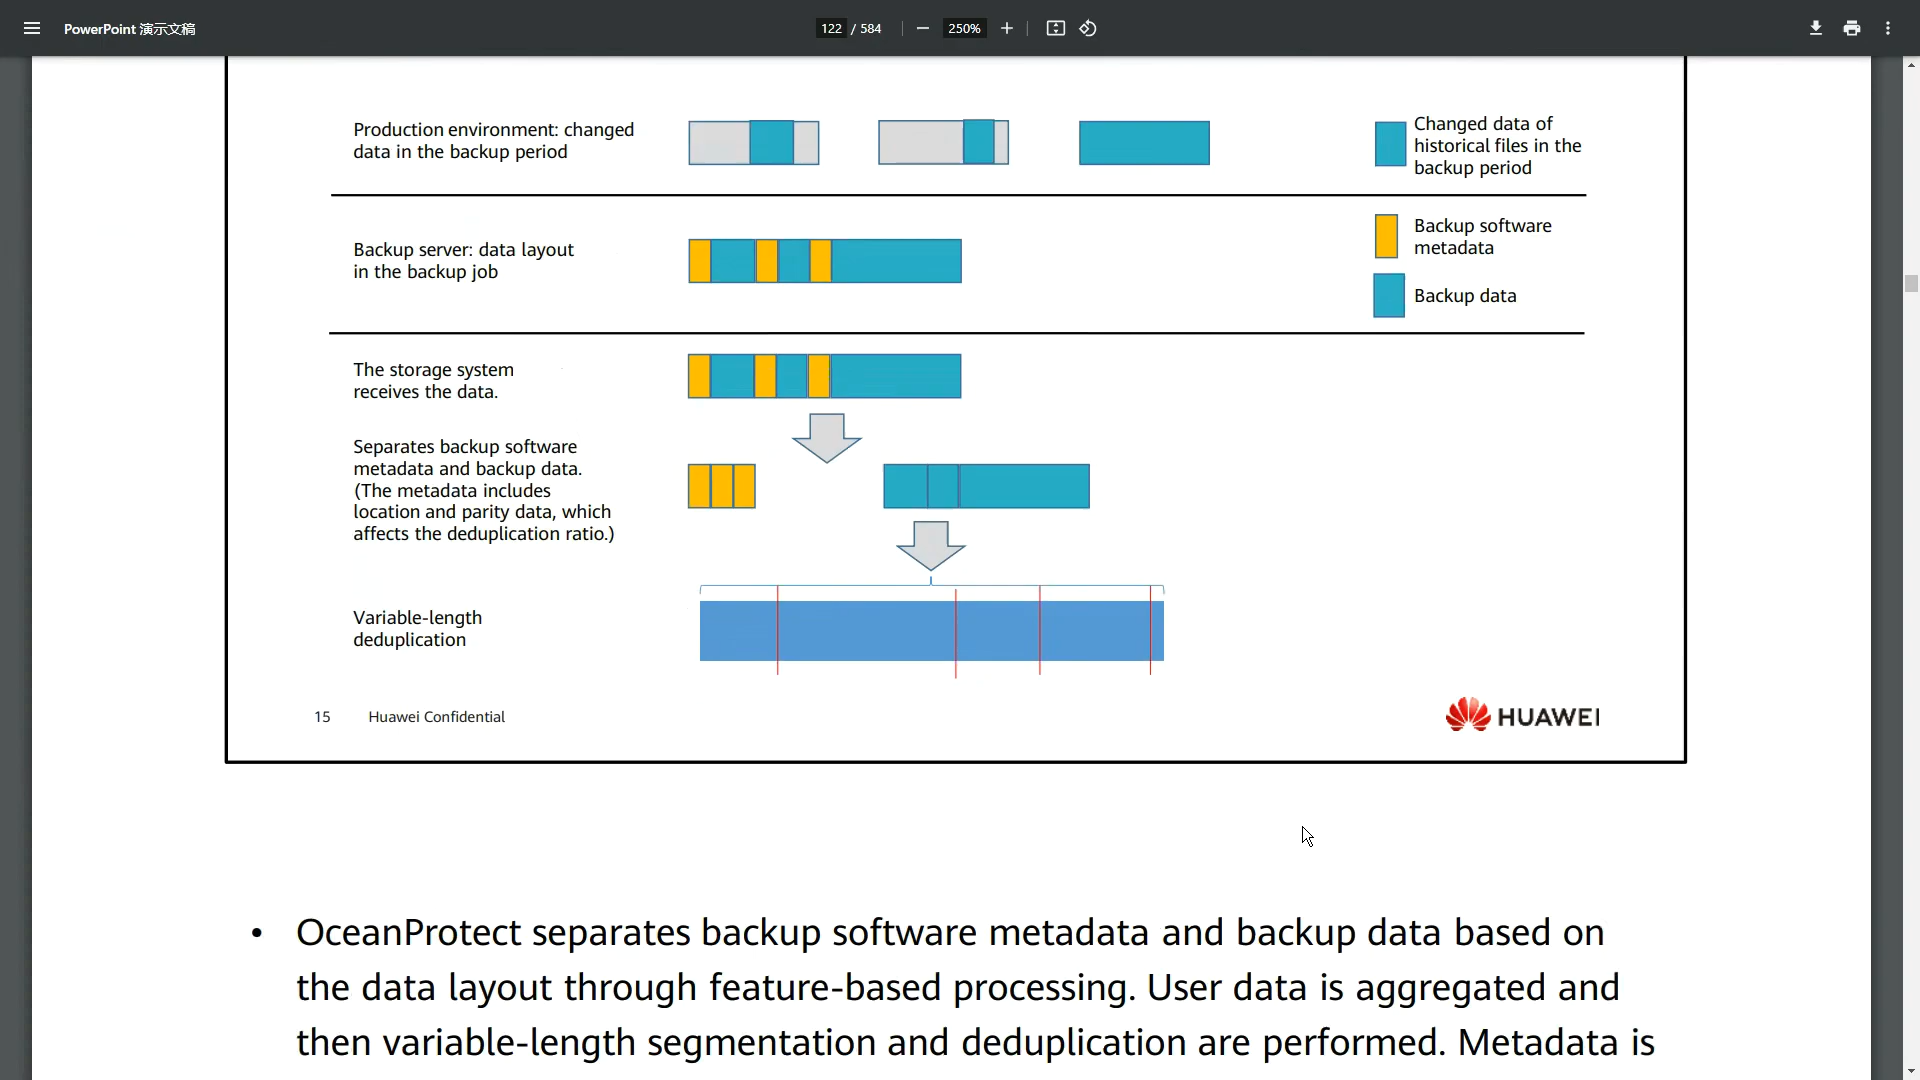 PowerPoint 演示文稿
122 / 584
250%
Production environment: changed
data in the backup period
Changed data of
historical files in the
backup period
Backup server: data layout
in the backup job
Backup software
metadata
Backup data
The storage system
receives the data.
Separates backup software
metadata and backup data.
(The metadata includes
location and parity data, which
affects the deduplication ratio.)
Variable-length
deduplication
15 Huawei Confidential
HUAWEI
• OceanProtect separates backup software metadata and backup data based on
the data layout through feature-based processing. User data is aggregated and
then variable-length segmentation and deduplication are performed. Metadata is